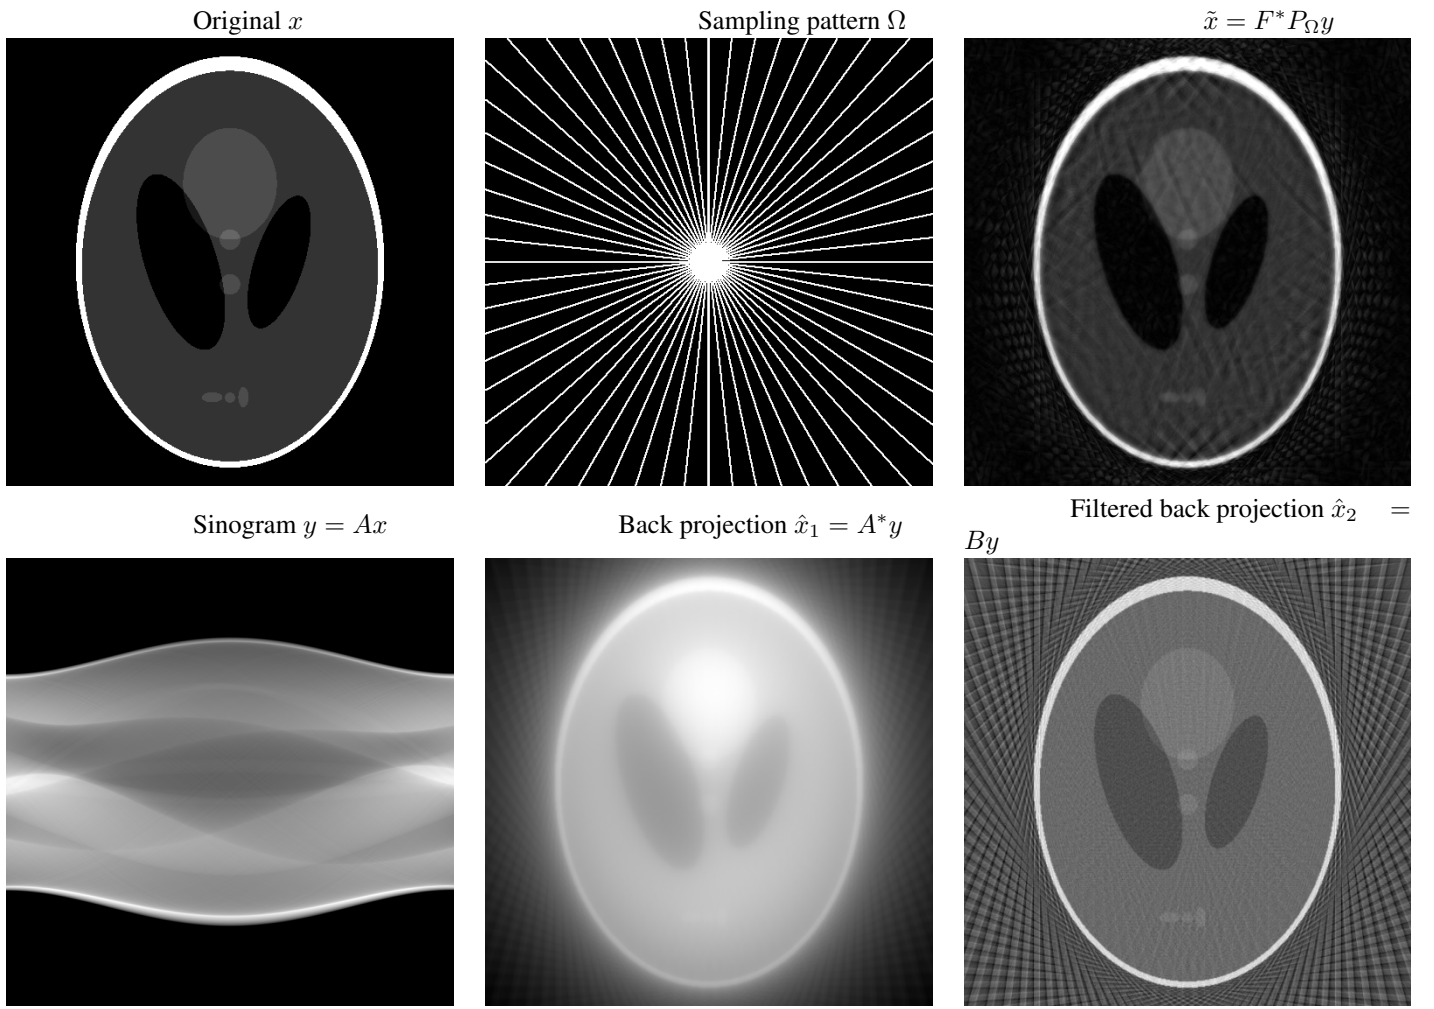 Original x
Sampling pattern Ω
x̃ = F*P_Ω y
Sinogram y = Ax
Back projection x̂₁ = A*y
Filtered back projection x̂₂ =
By